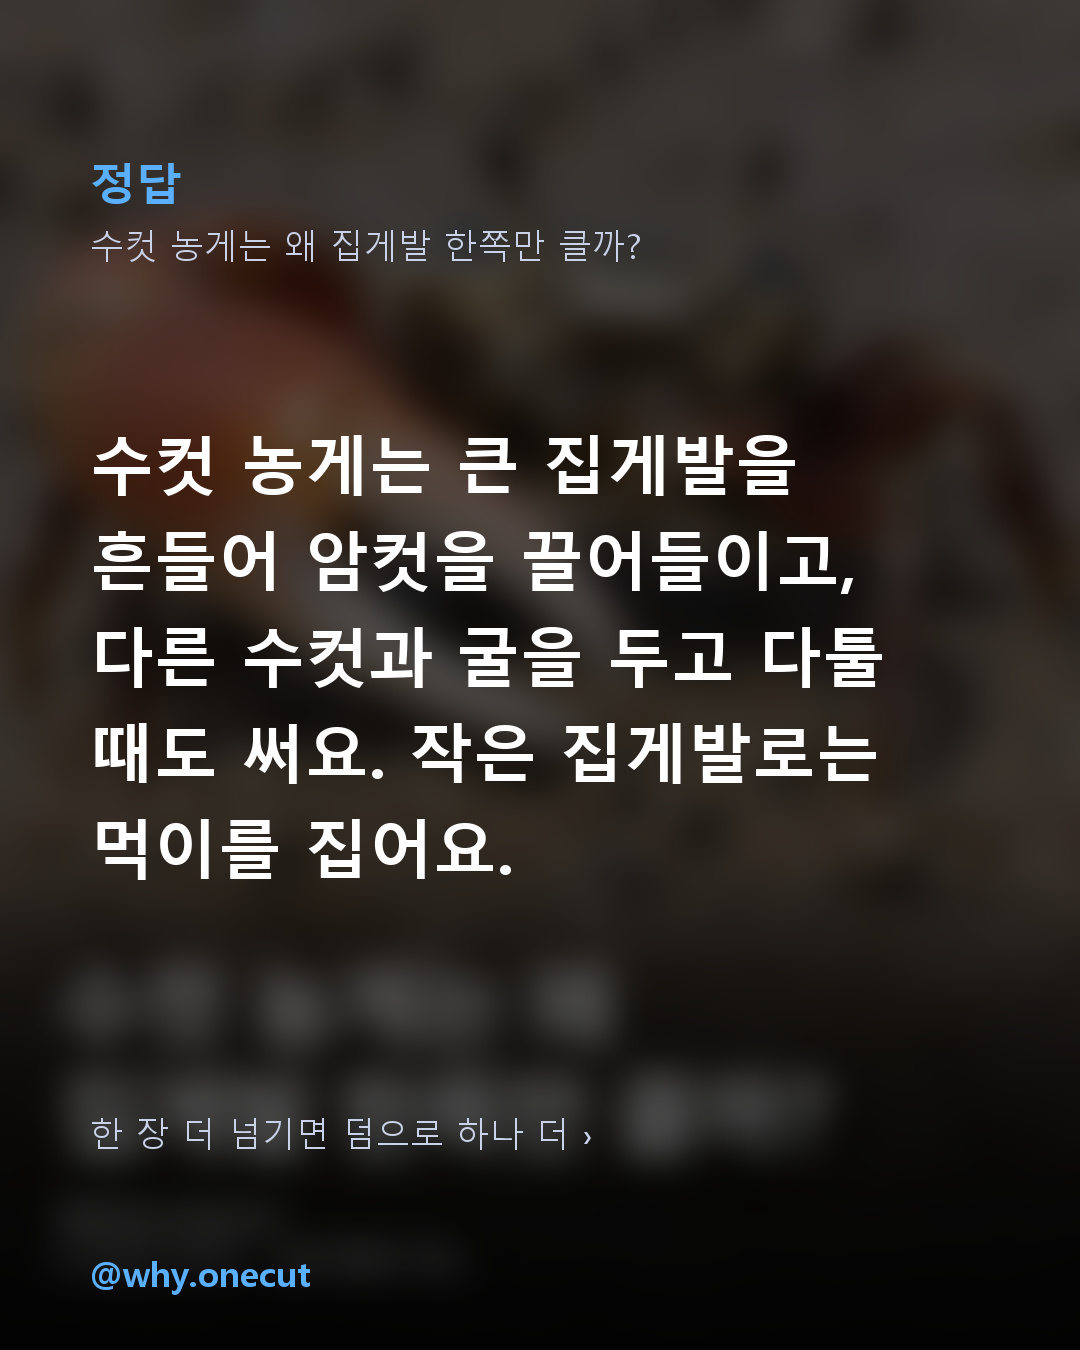 정답
수컷 농게는 왜 집게발 한쪽만 클까?
수컷 농게는 큰 집게발을
흔들어 암컷을 끌어들이고,
다른 수컷과 굴을 두고 다툴
때도 써요. 작은 집게발로는
먹이를 집어요.
한 장 더 넘기면 덤으로 하나 더 ›
@why.onecut